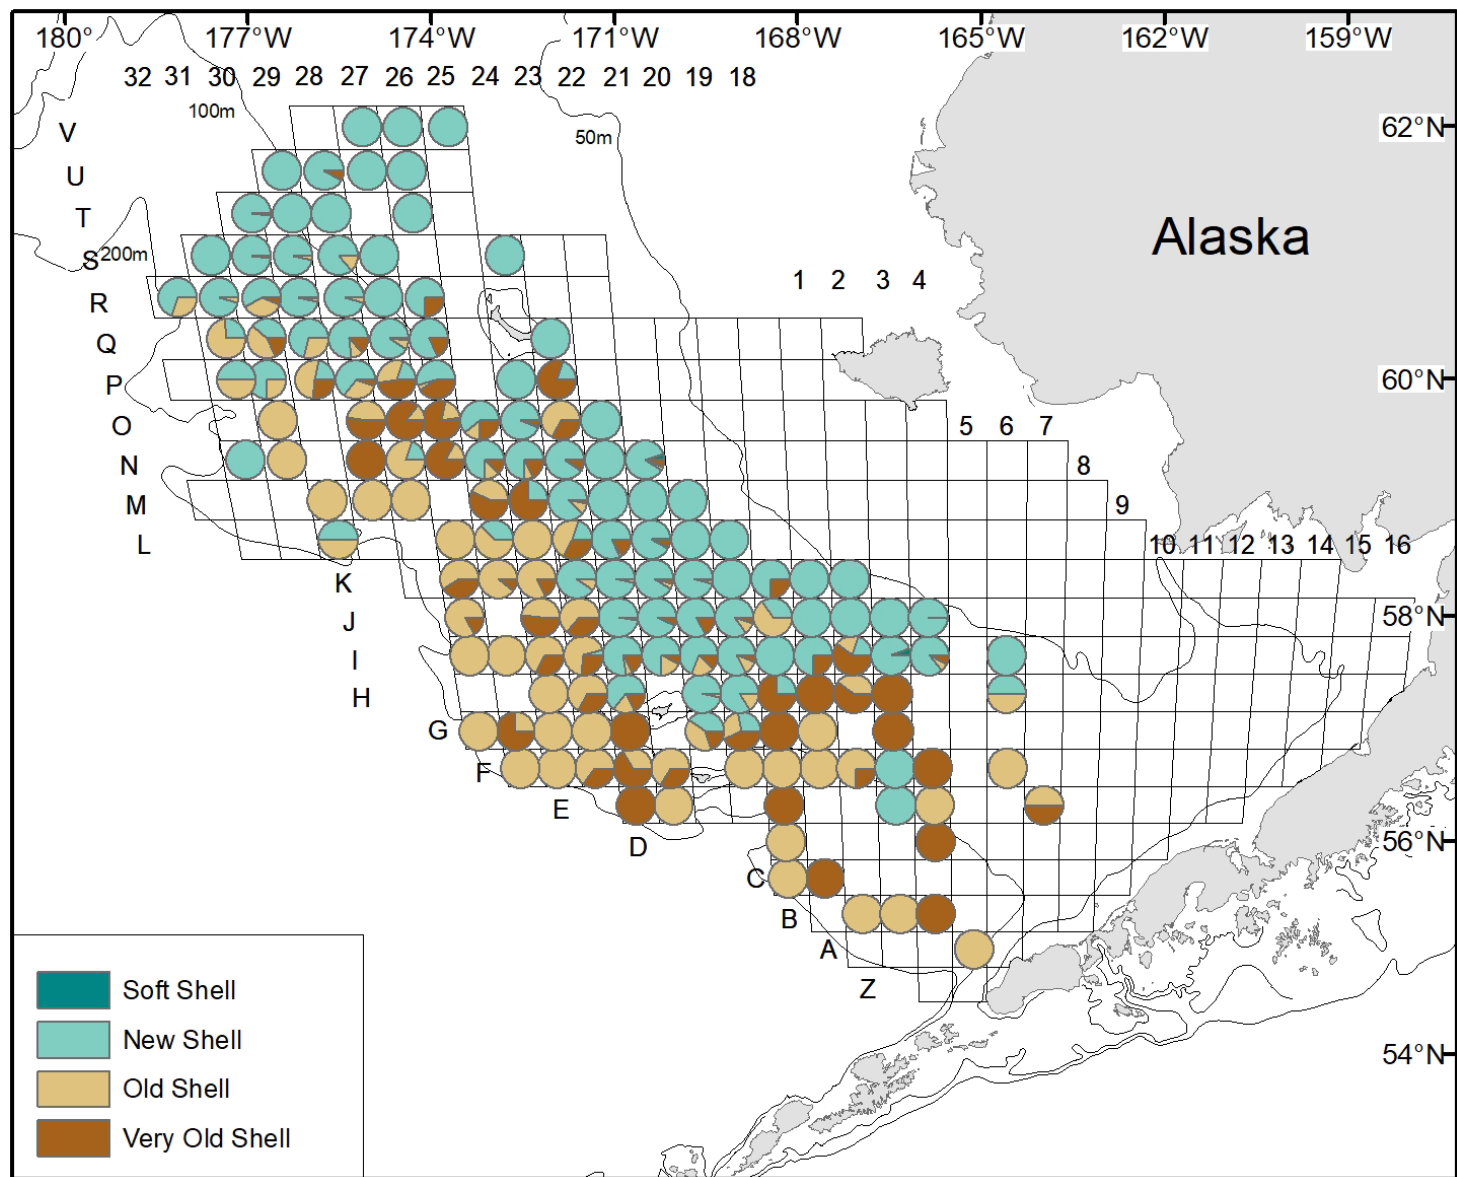 180° 177°W 174°W 171°W 168°W 165°W 162°W 159°W
32 31 30 29 28 27 26 25 24 23 22 21 20 19 18
100m
V 62°N
50m
U
T
Alaska
S 200m
1 2 3 4
R
Q
P 60°N
O 5 6 7
N 8
M 9
L 10 11 12 13 14 15 16
K
J 58°N
I
H
G
F
E
D 56°N
C
B
A
Z
Soft Shell
New Shell 54°N
Old Shell
Very Old Shell